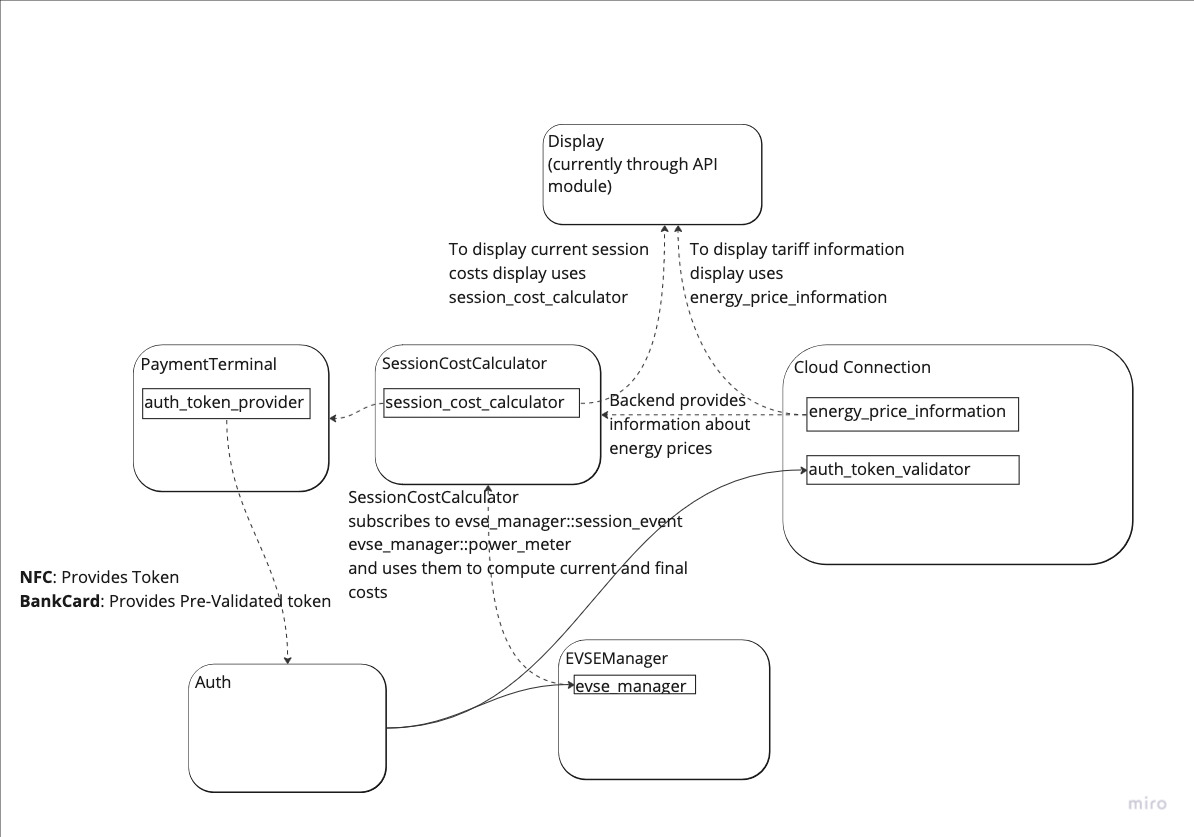 Display
(currently through API
module)
To display current session
costs display uses
session_cost_calculator
To display tariff information
display uses
energy_price_information
PaymentTerminal
auth_token_provider
SessionCostCalculator
session_cost_calculator
Backend provides
information about
energy prices
Cloud Connection
energy_price_information
auth_token_validator
SessionCostCalculator
subscribes to evse_manager::session_event
evse_manager::power_meter
and uses them to compute current and final
costs
NFC: Provides Token
BankCard: Provides Pre-Validated token
Auth
EVSEManager
evse_manager
miro